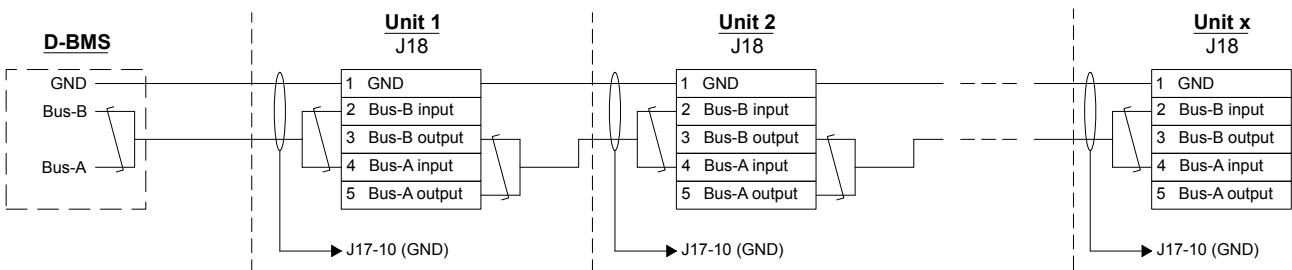 D-BMS
GND
Bus-B
Bus-A
Unit 1
J18
1 GND
2 Bus-B input
3 Bus-B output
4 Bus-A input
5 Bus-A output
J17-10 (GND)
Unit 2
J18
1 GND
2 Bus-B input
3 Bus-B output
4 Bus-A input
5 Bus-A output
J17-10 (GND)
Unit x
J18
1 GND
2 Bus-B input
3 Bus-B output
4 Bus-A input
5 Bus-A output
J17-10 (GND)